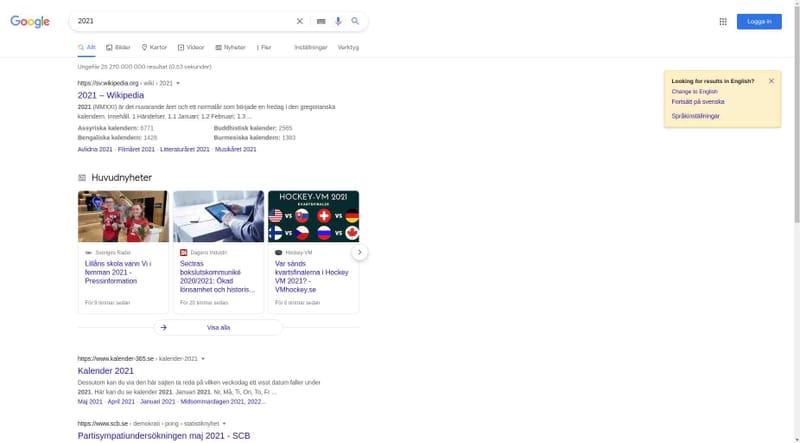 Google
2021
Logga in
Allt
Bilder
Kartor
Videor
Nyheter
Fler
Inställningar
Verktyg
Ungefär 25 270 000 000 resultat (0,63 sekunder)
Looking for results in English?
Change to English
Fortsätt på svenska
Språkinställningar
https://sv.wikipedia.org › wiki › 2021
2021 – Wikipedia
2021 (MMXXI) är det nuvarande året och ett normalår som började en fredag i den gregorianska
kalendern. Innehåll. 1 Händelser. 1.1 Januari; 1.2 Februari; 1.3 ...
Assyriska kalendern: 6771
Buddhistisk kalender: 2565
Bengaliska kalendern: 1428
Burmesiska kalendern: 1383
Avlidna 2021 · Filmåret 2021 · Litteraturåret 2021 · Musikåret 2021
Huvudnyheter
HOCKEY-VM 2021
KVARTSFINALER
VS VS
VS VS
Sveriges Radio
Lillåns skola vann Vi i
femman 2021 -
Pressinformation
För 9 timmar sedan
Dagens industri
Sectras
bokslutskommuniké
2020/2021: Ökad
lönsamhet och historis...
För 20 timmar sedan
Hockey-VM
Var sänds
kvartsfinalerna i Hockey
VM 2021? -
VMhockey.se
För 6 timmar sedan
Visa alla
https://www.kalender-365.se › kalender-2021
Kalender 2021
Dessutom kan du via den här sajten ta reda på vilken veckodag ett visst datum faller under
2021. Här kan du se kalender 2021. Januari 2021. Nr, Må, Ti, On, To, Fr ...
Maj 2021 · April 2021 · Januari 2021 · Midsommardagen 2021, 2022...
https://www.scb.se › demokrati › pong › statistiknyhet
Partisympatiundersökningen maj 2021 - SCB